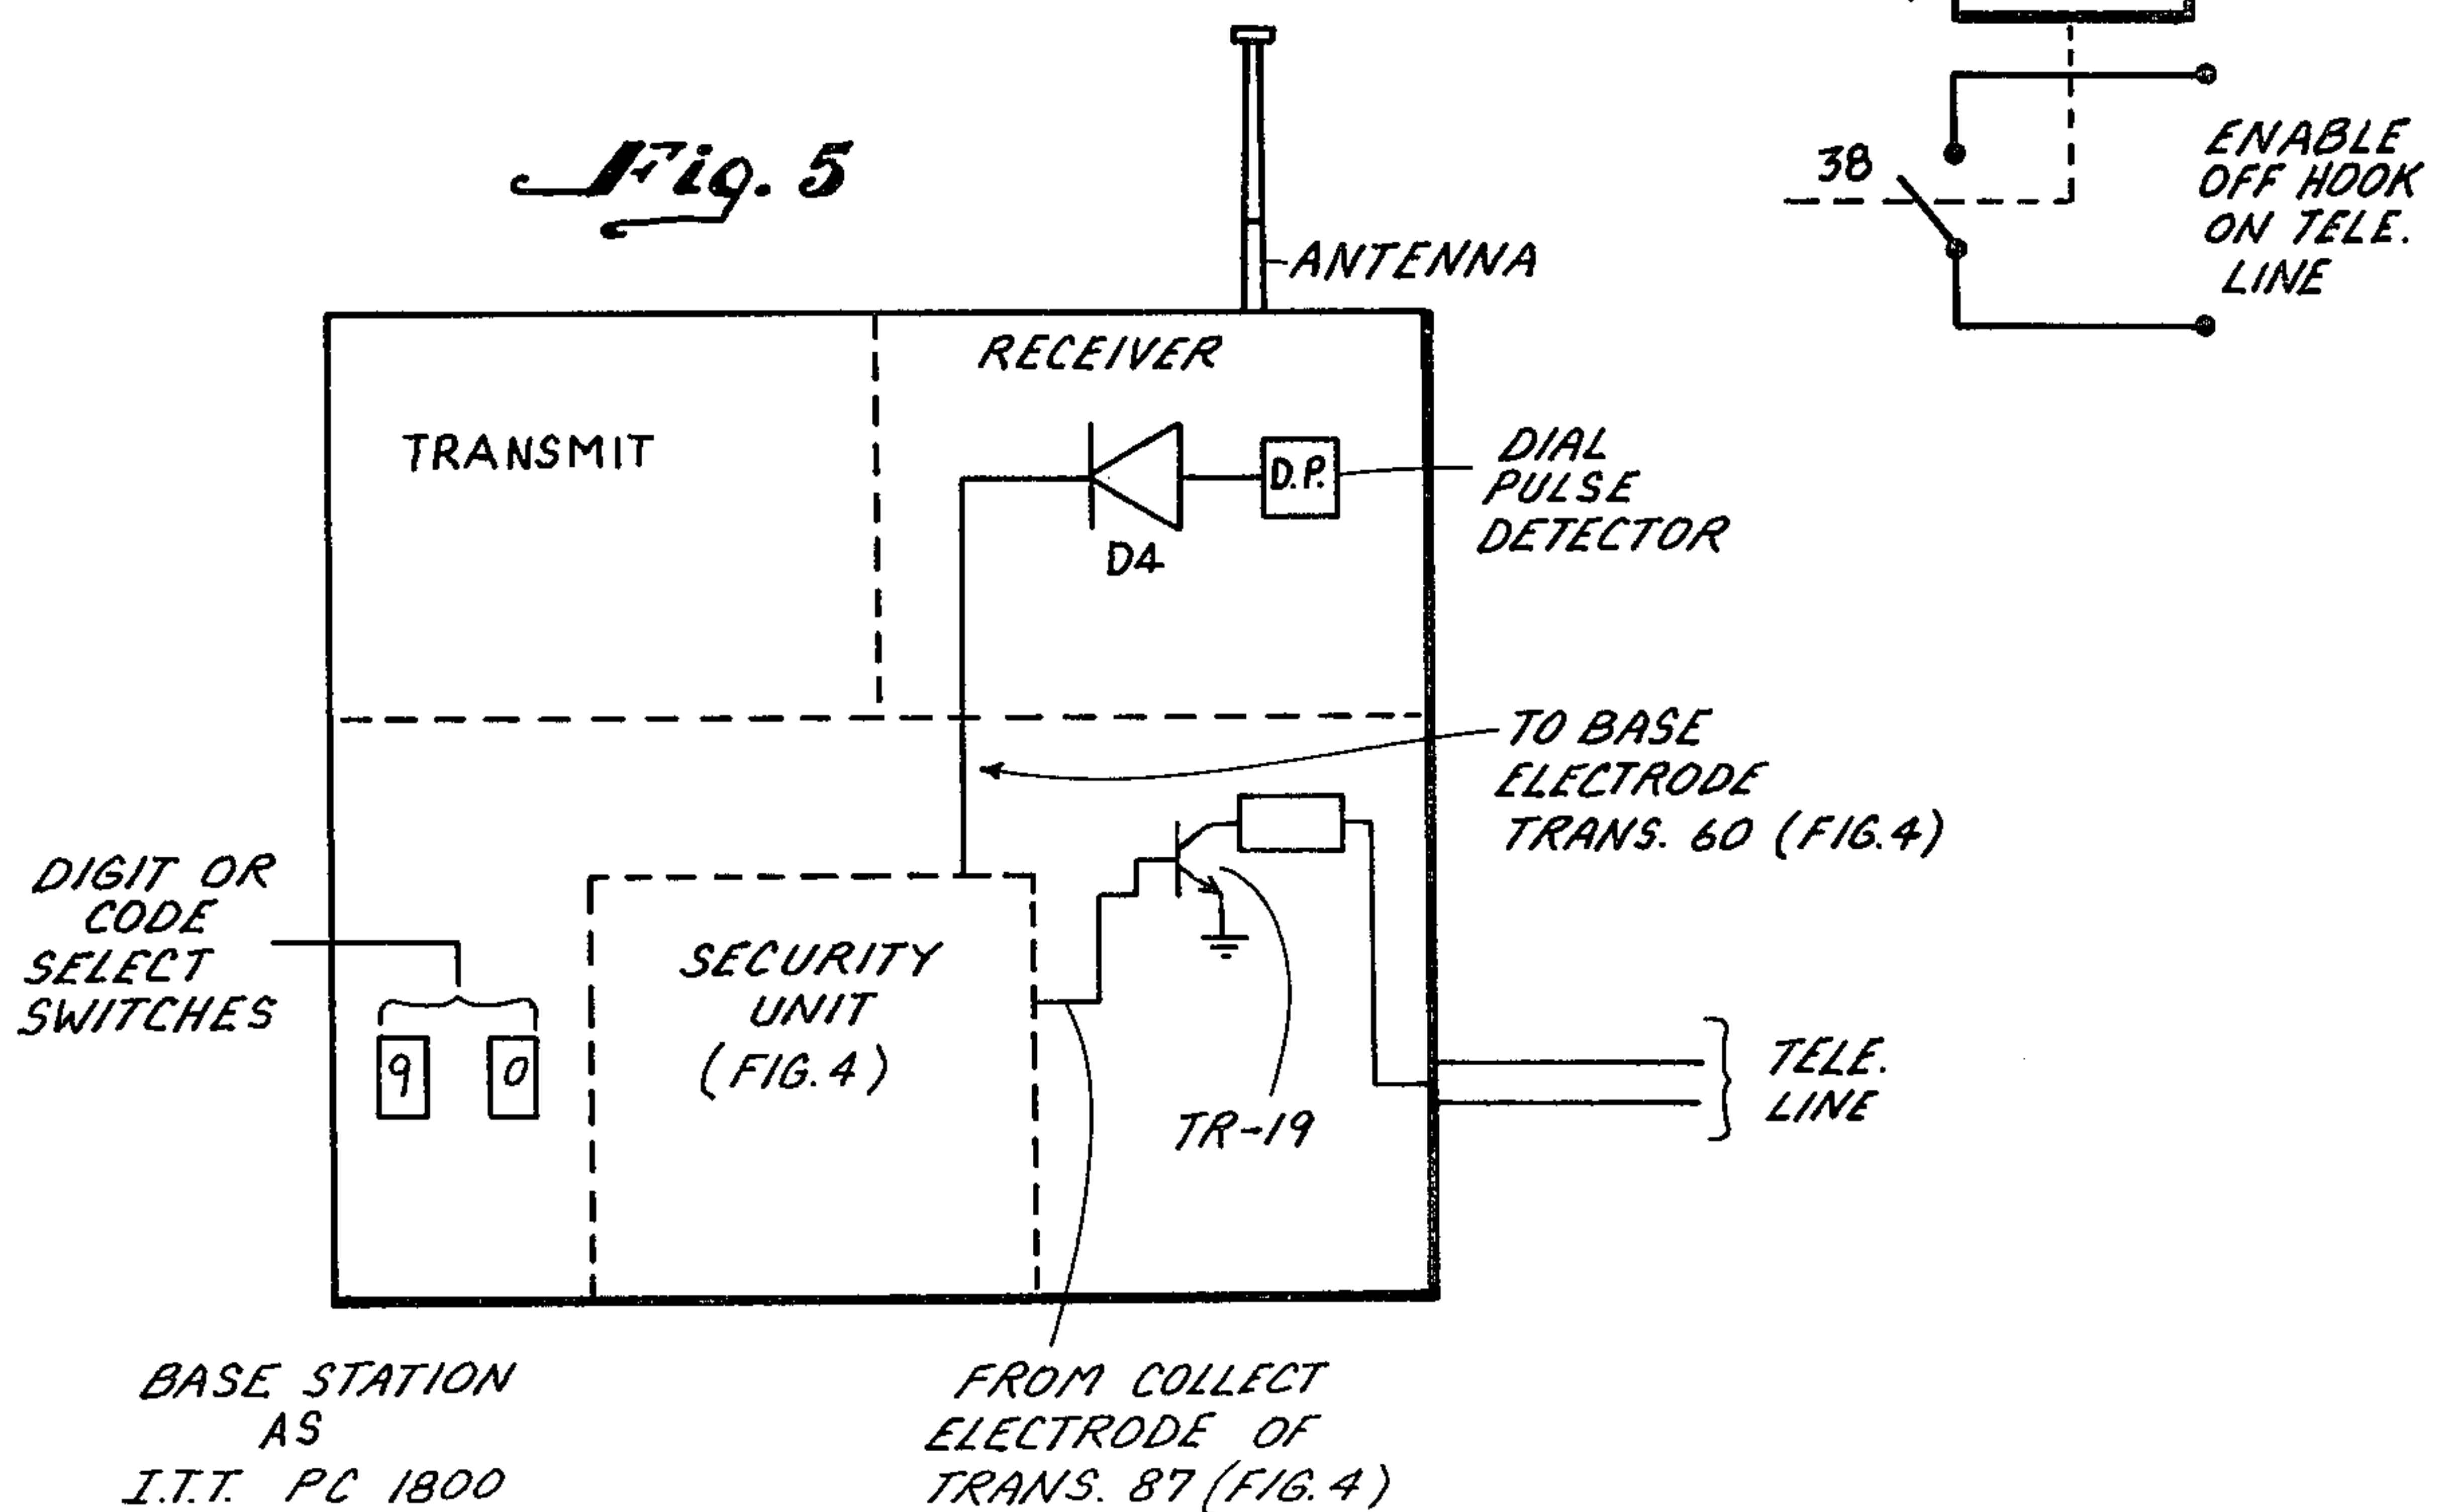 Fig. 5
38
ENABLE
OFF HOOK
ON TELE.
LINE
ANTENNA
RECEIVER
TRANSMIT
D.P.
D4
DIAL
PULSE
DETECTOR
TO BASE
ELECTRODE
TRANS. 60 (FIG. 4)
DIGIT OR
CODE
SELECT
SWITCHES
9 0
SECURITY
UNIT
(FIG. 4)
TR-19
TELE.
LINE
BASE STATION
AS
I.T.T. PC 1800
FROM COLLECT
ELECTRODE OF
TRANS. 87 (FIG. 4)